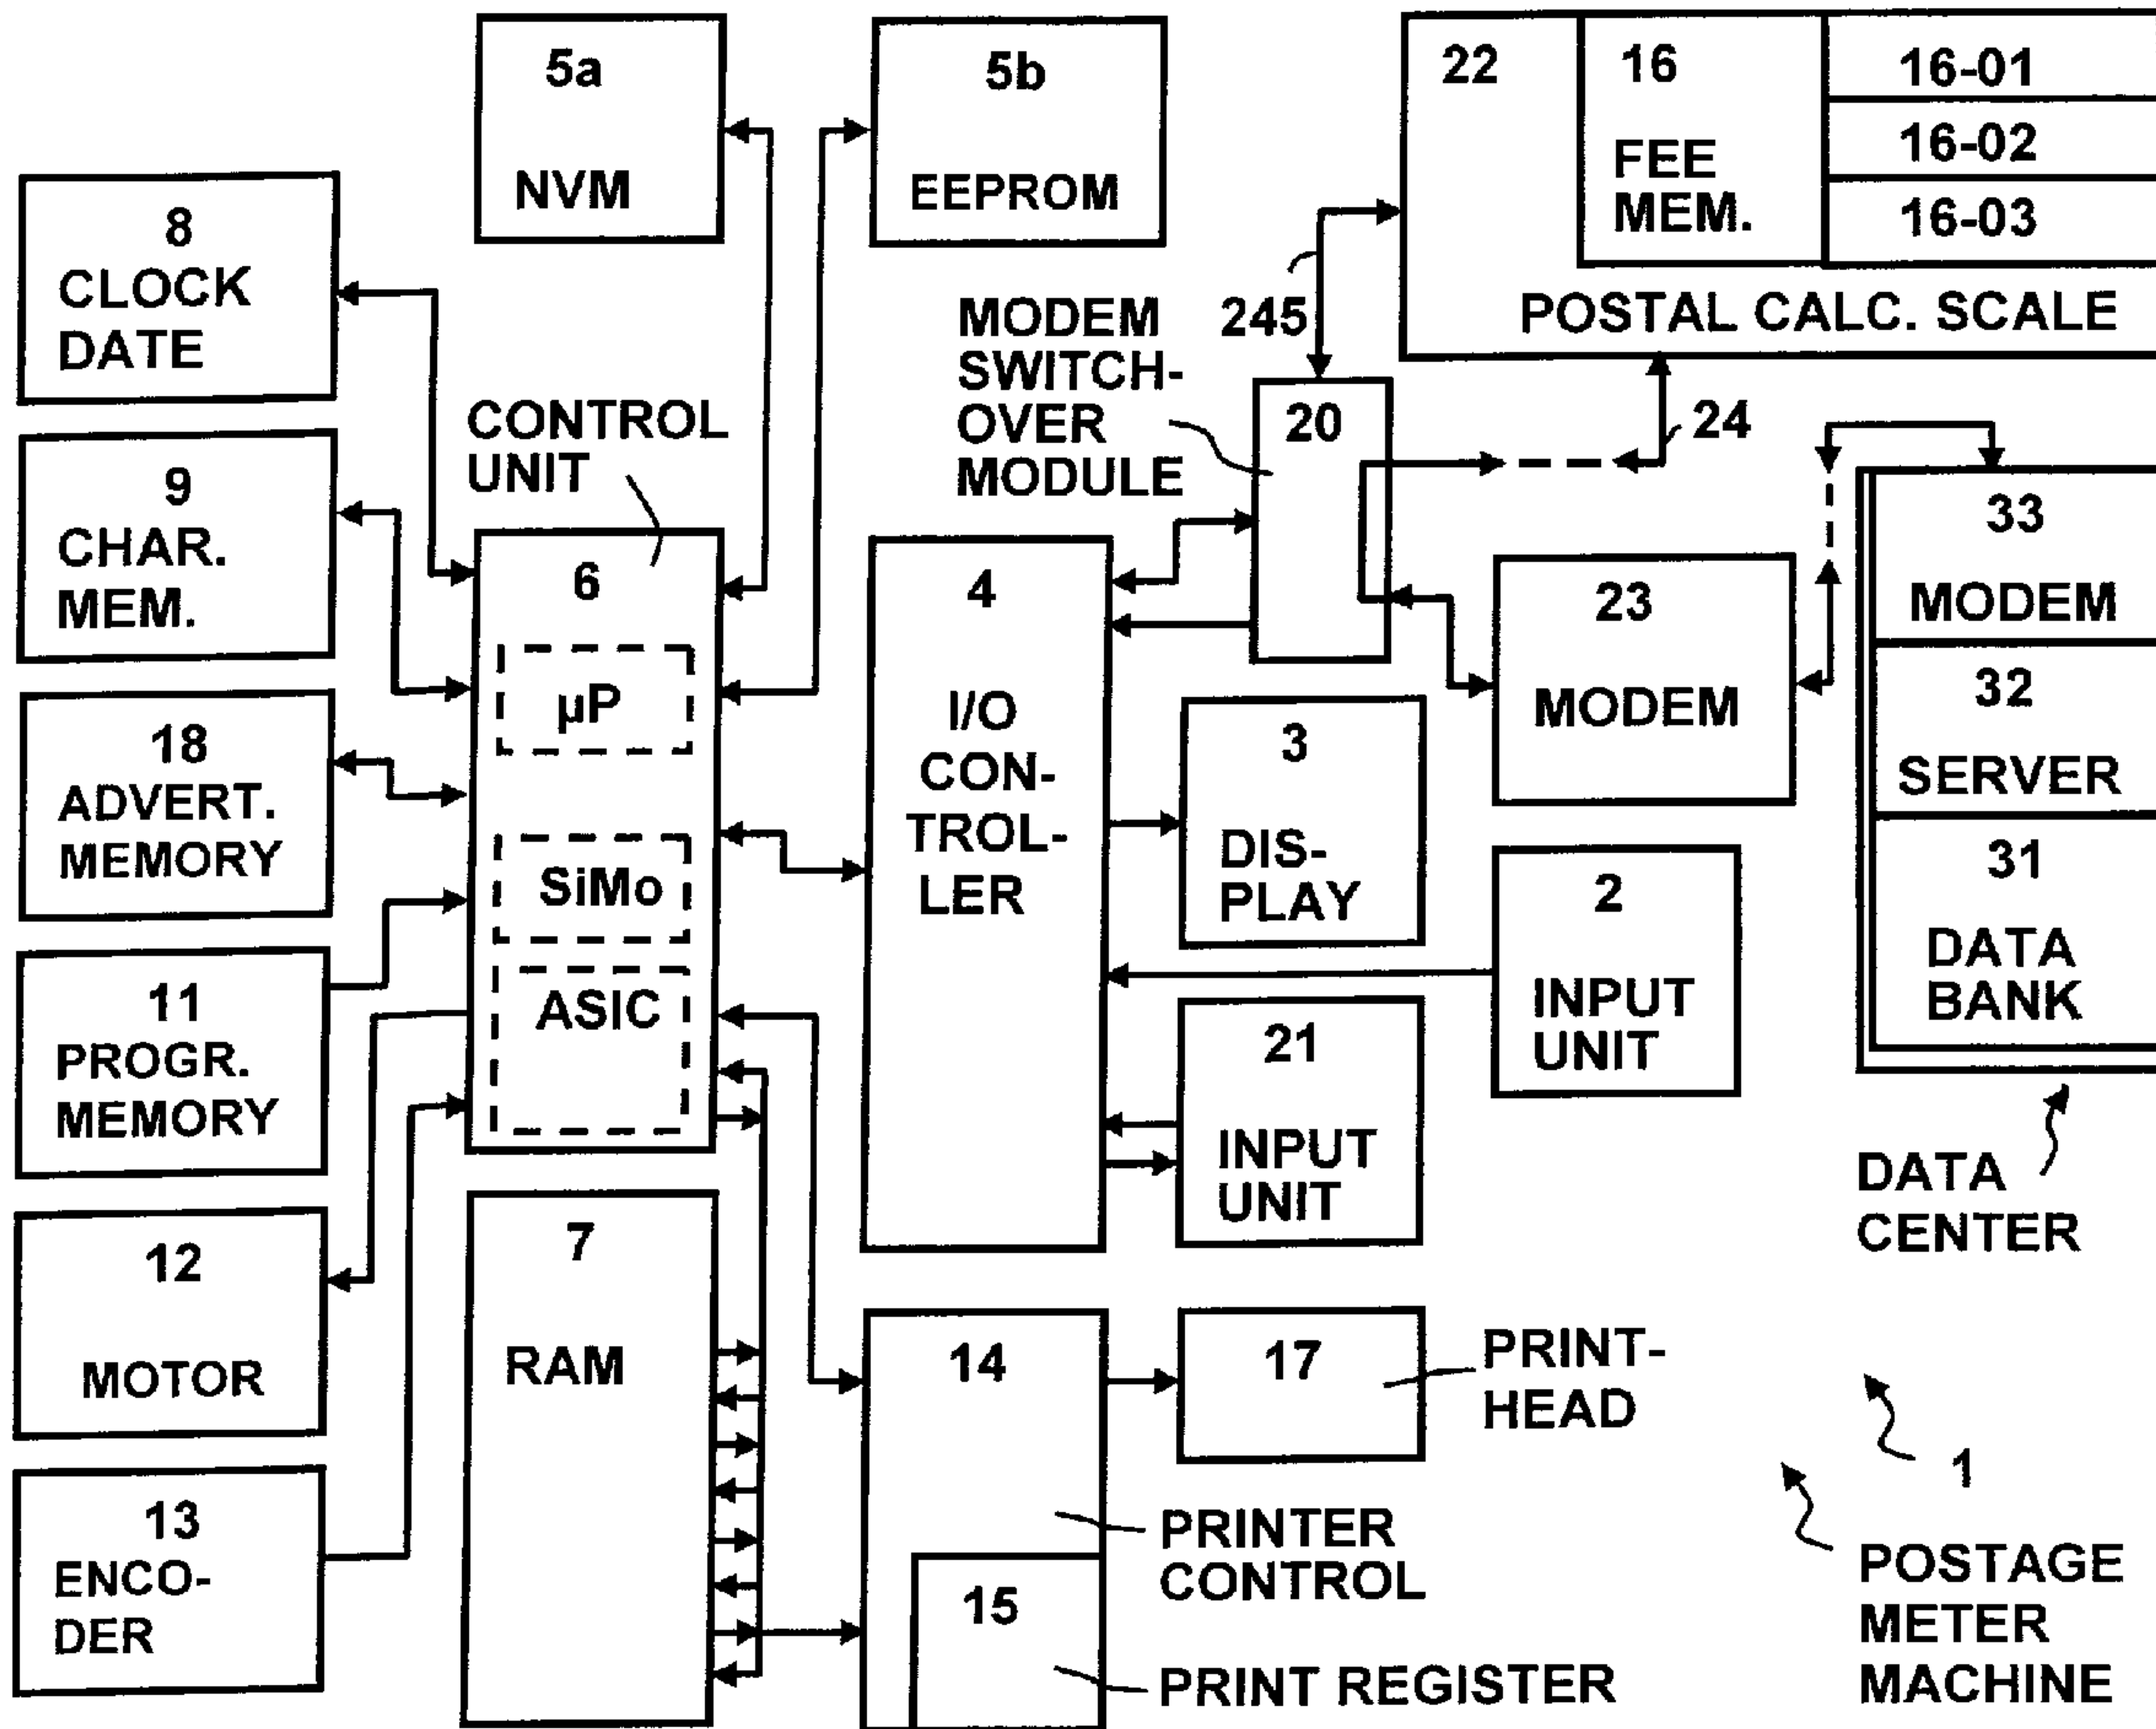 5a
NVM
5b
EEPROM
22
16
FEE
MEM.
16-01
16-02
16-03
POSTAL CALC. SCALE
8
CLOCK
DATE
MODEM
SWITCH-
OVER
MODULE
245
20
24
CONTROL
UNIT
9
CHAR.
MEM.
6
µP
SiMo
ASIC
4
I/O
CON-
TROL-
LER
23
MODEM
33
MODEM
32
SERVER
31
DATA
BANK
18
ADVERT.
MEMORY
3
DIS-
PLAY
2
INPUT
UNIT
11
PROGR.
MEMORY
21
INPUT
UNIT
DATA
CENTER
12
MOTOR
7
RAM
14
17
PRINT-
HEAD
13
ENCO-
DER
PRINTER
CONTROL
15
PRINT REGISTER
1
POSTAGE
METER
MACHINE